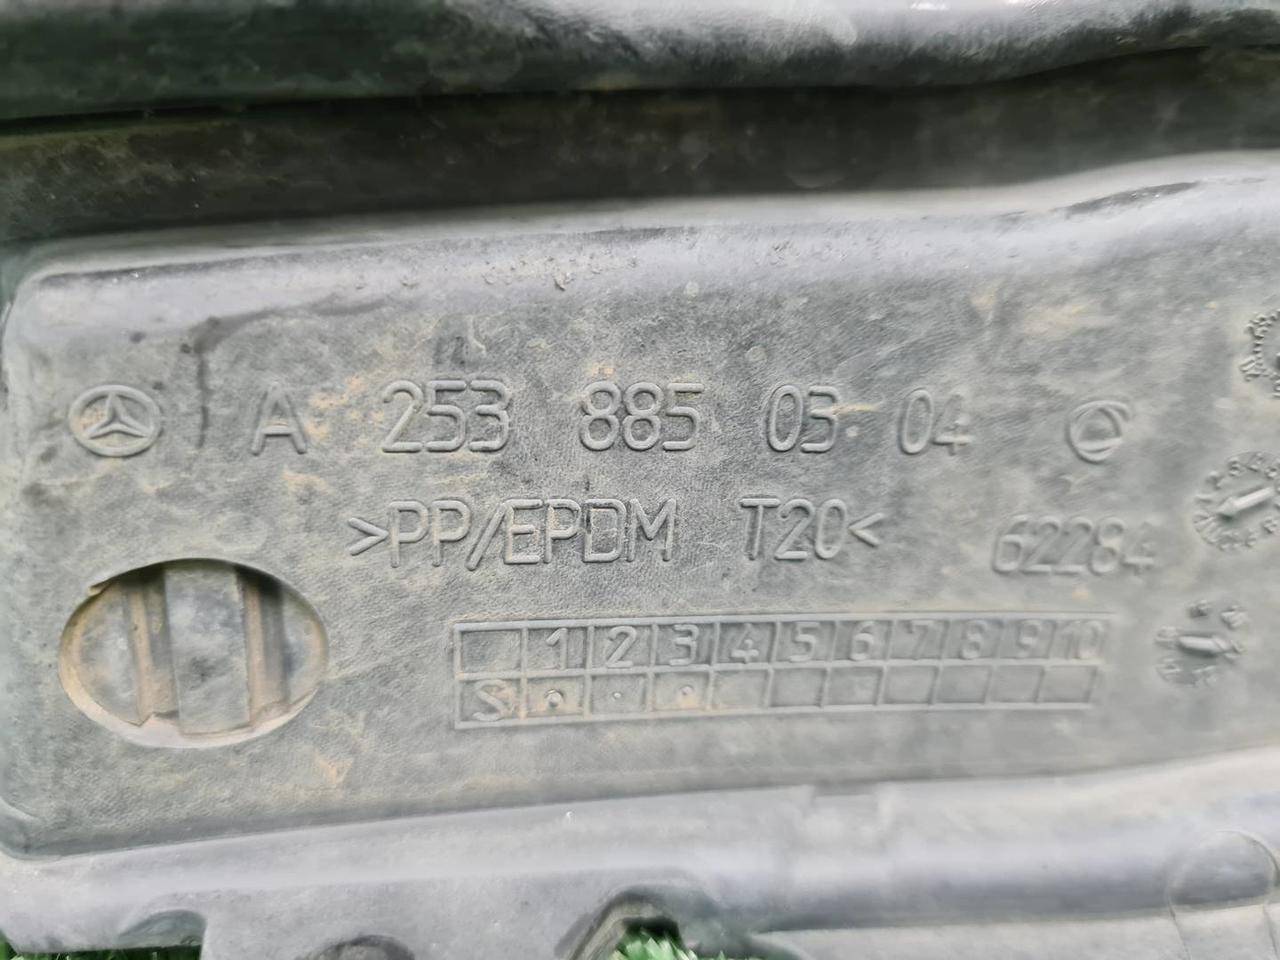 A 253 885 03 04
>PP/EPDM T20< 62284
1 2 3 4 5 6 7 8 9 10
S